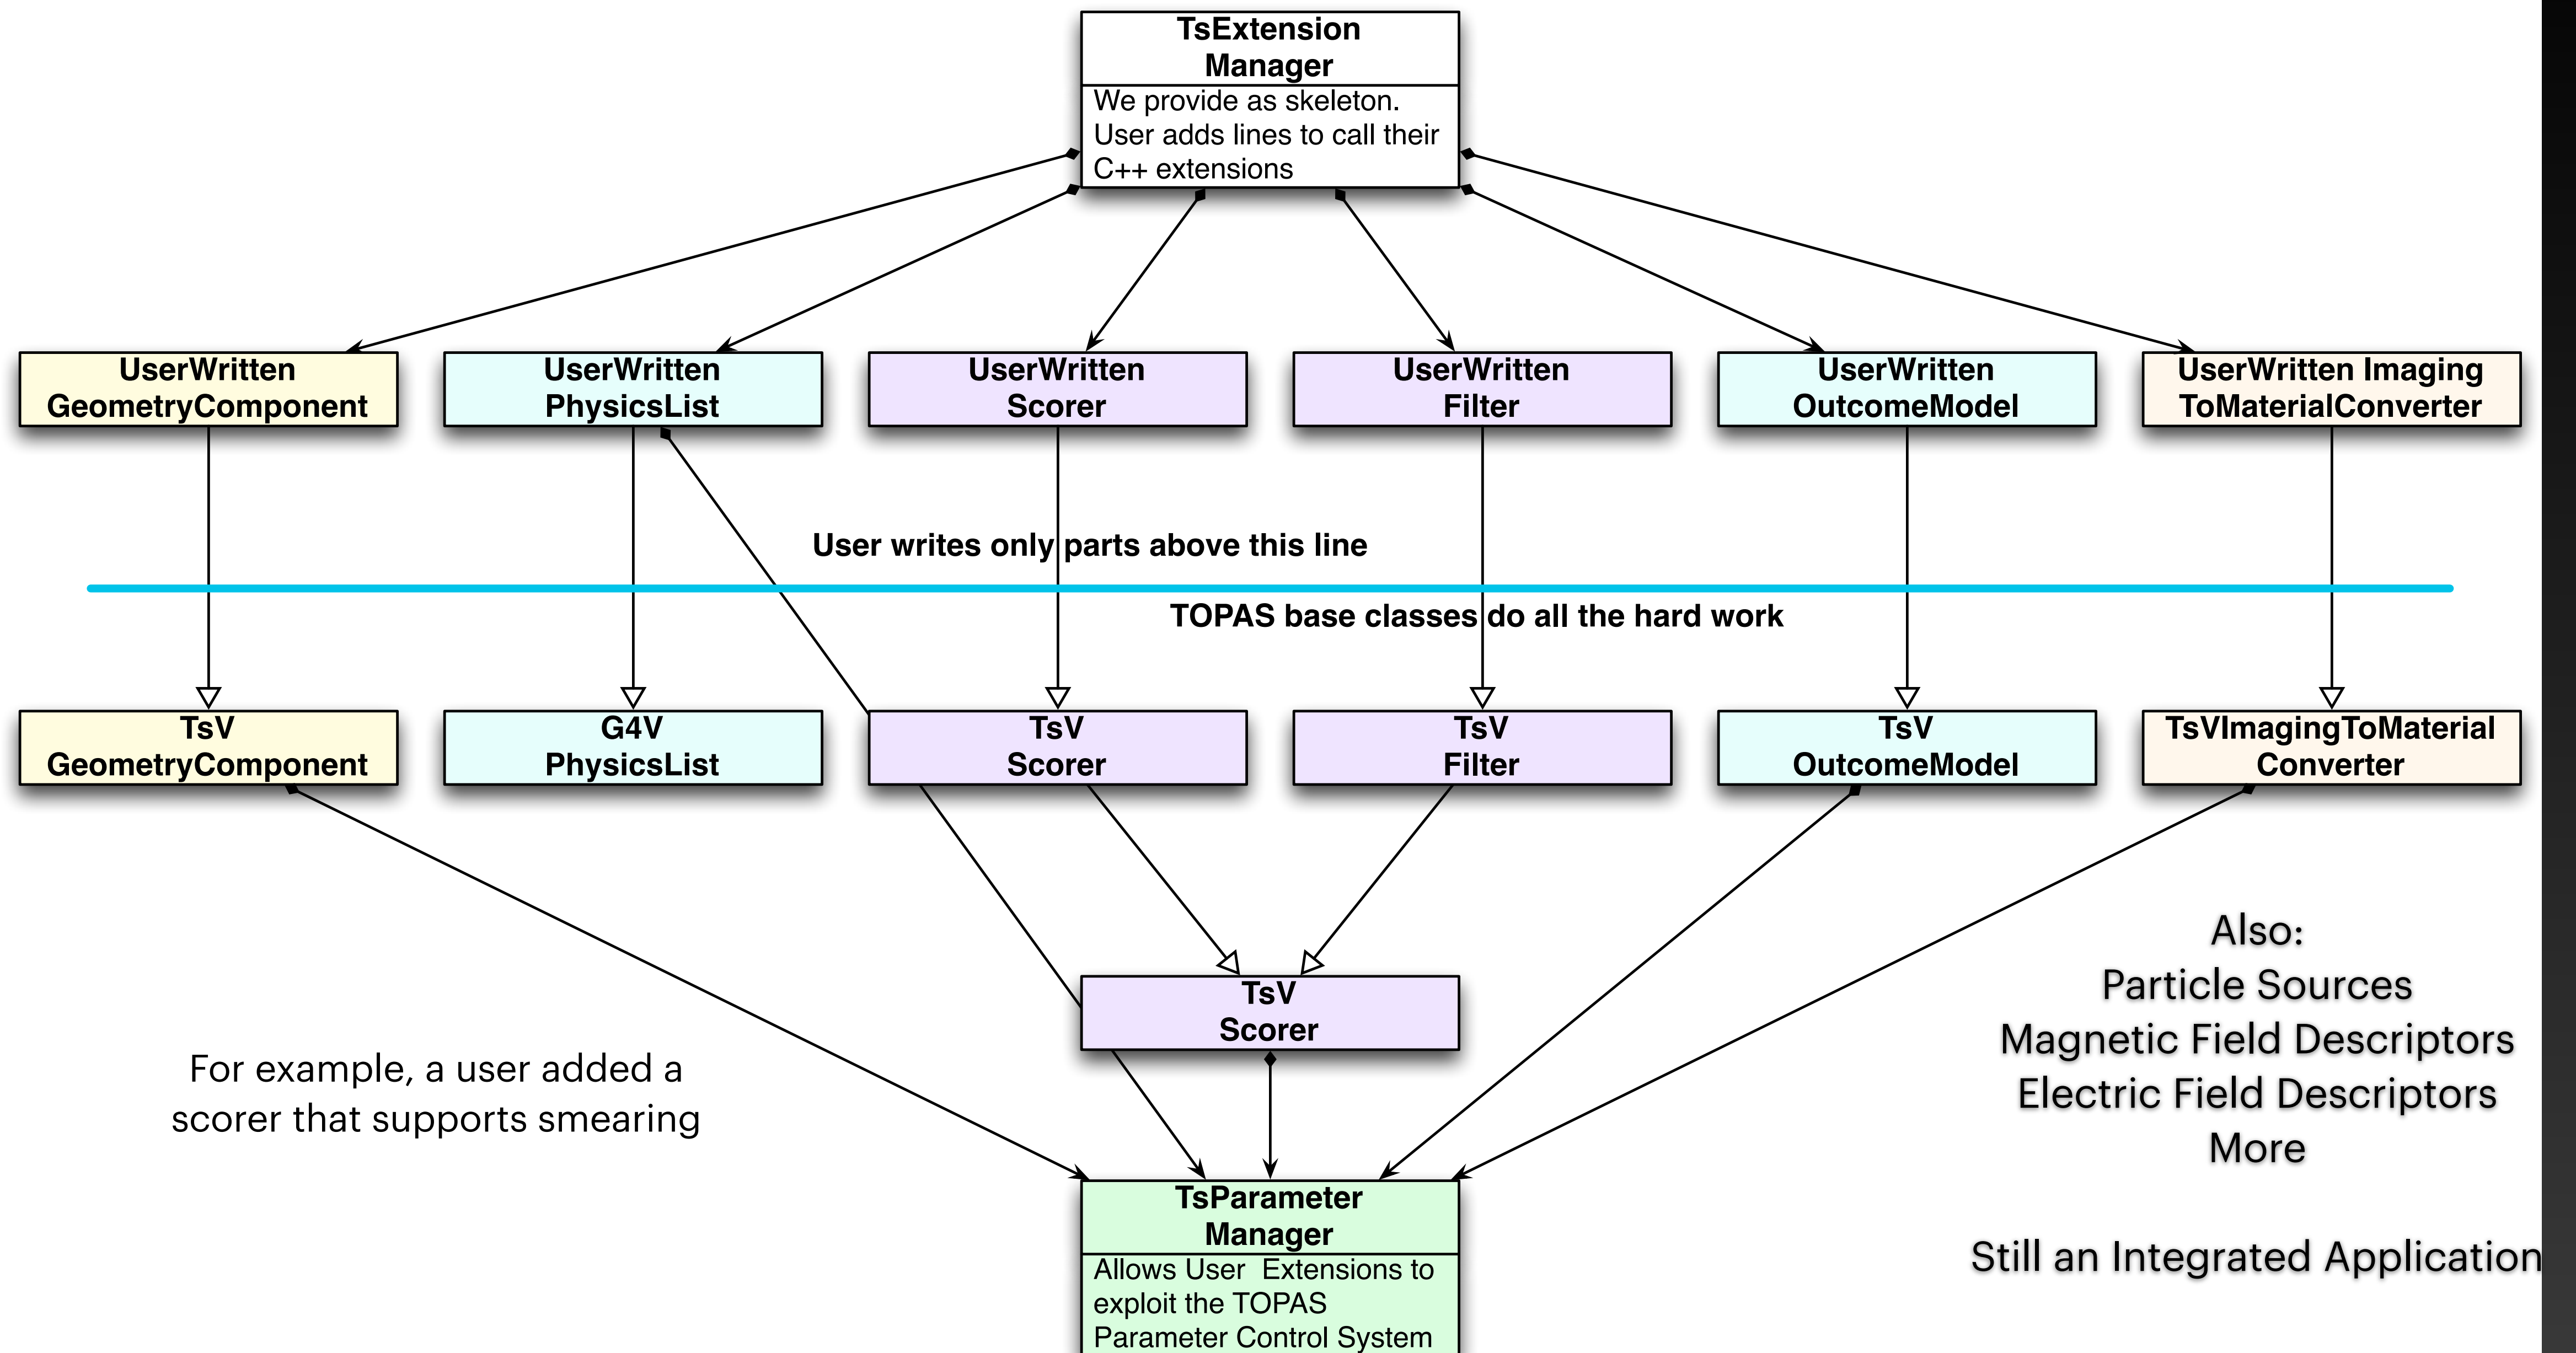 TsExtension
Manager
We provide as skeleton.
User adds lines to call their
C++ extensions
UserWritten
GeometryComponent
UserWritten
PhysicsList
UserWritten
Scorer
UserWritten
Filter
UserWritten
OutcomeModel
UserWritten Imaging
ToMaterialConverter
User writes only parts above this line
TOPAS base classes do all the hard work
TsV
GeometryComponent
G4V
PhysicsList
TsV
Scorer
TsV
Filter
TsV
OutcomeModel
TsVImagingToMaterial
Converter
TsV
Scorer
For example, a user added a
scorer that supports smearing
Also:
Particle Sources
Magnetic Field Descriptors
Electric Field Descriptors
More
Still an Integrated Application
TsParameter
Manager
Allows User  Extensions to
exploit the TOPAS
Parameter Control System